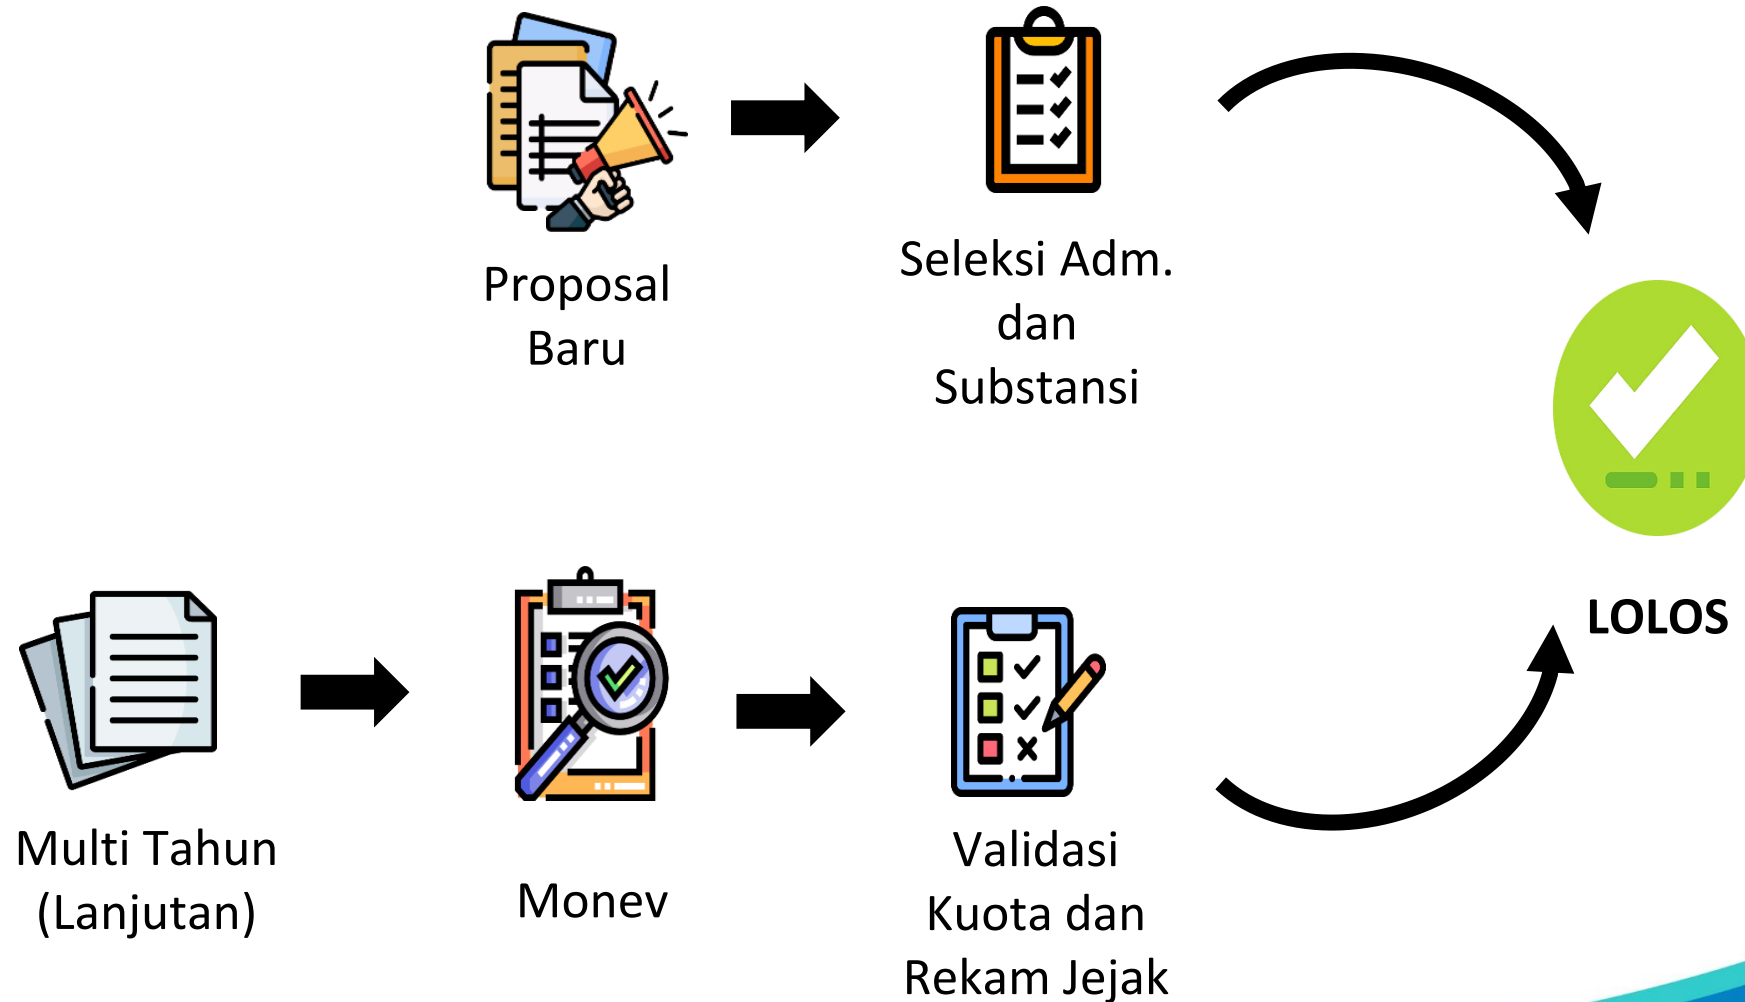 Proposal
Baru
Seleksi Adm.
dan
Substansi
LOLOS
Multi Tahun
(Lanjutan)
Monev
Validasi
Kuota dan
Rekam Jejak